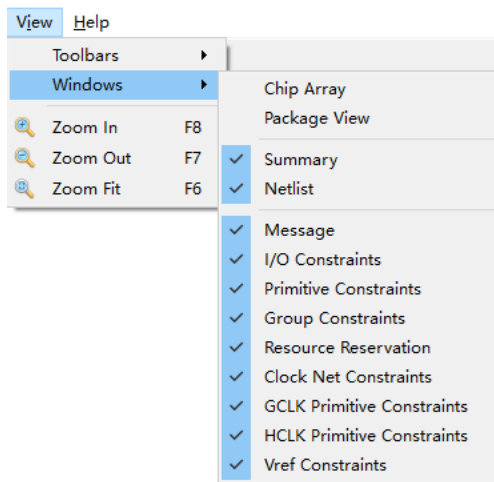 View Help
Toolbars
Windows
Zoom In F8
Zoom Out F7
Zoom Fit F6
Chip Array
Package View
Summary
Netlist
Message
I/O Constraints
Primitive Constraints
Group Constraints
Resource Reservation
Clock Net Constraints
GCLK Primitive Constraints
HCLK Primitive Constraints
Vref Constraints